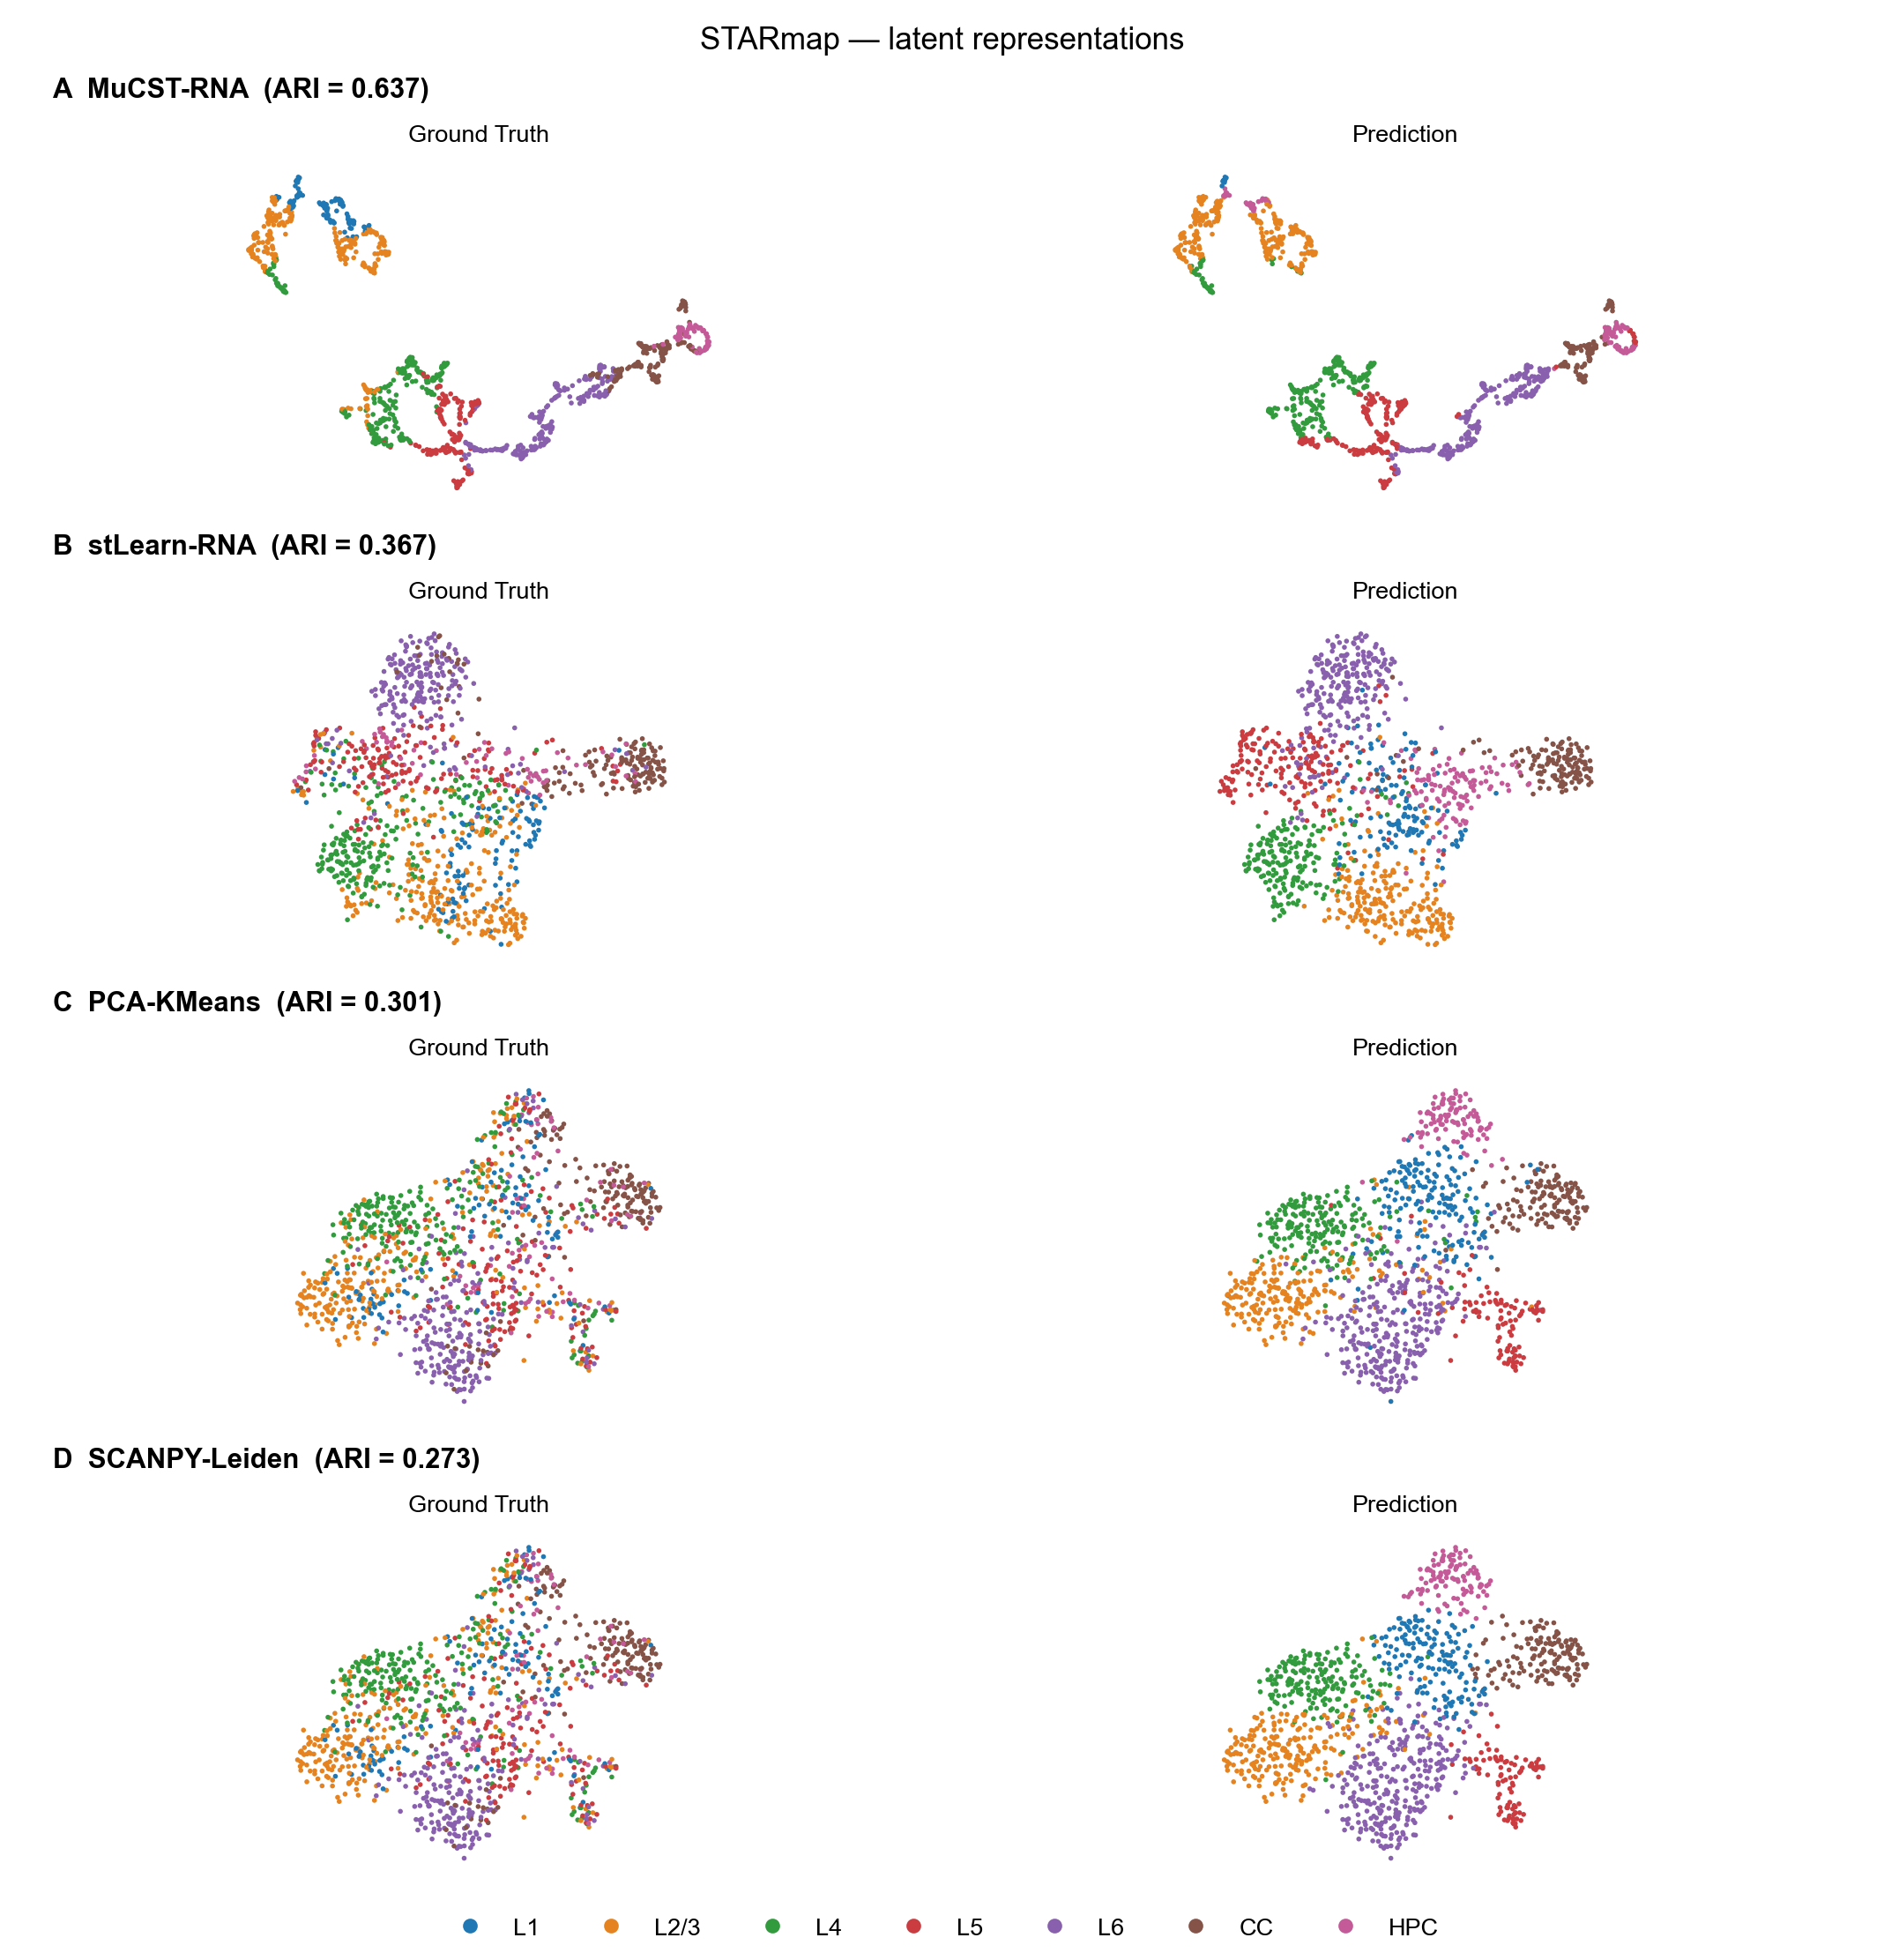 STARmap — latent representations
A MuCST-RNA (ARI = 0.637)
Ground Truth
Prediction
B stLearn-RNA (ARI = 0.367)
Ground Truth
Prediction
C PCA-KMeans (ARI = 0.301)
Ground Truth
Prediction
D SCANPY-Leiden (ARI = 0.273)
Ground Truth
Prediction
L1 L2/3 L4 L5 L6 CC HPC